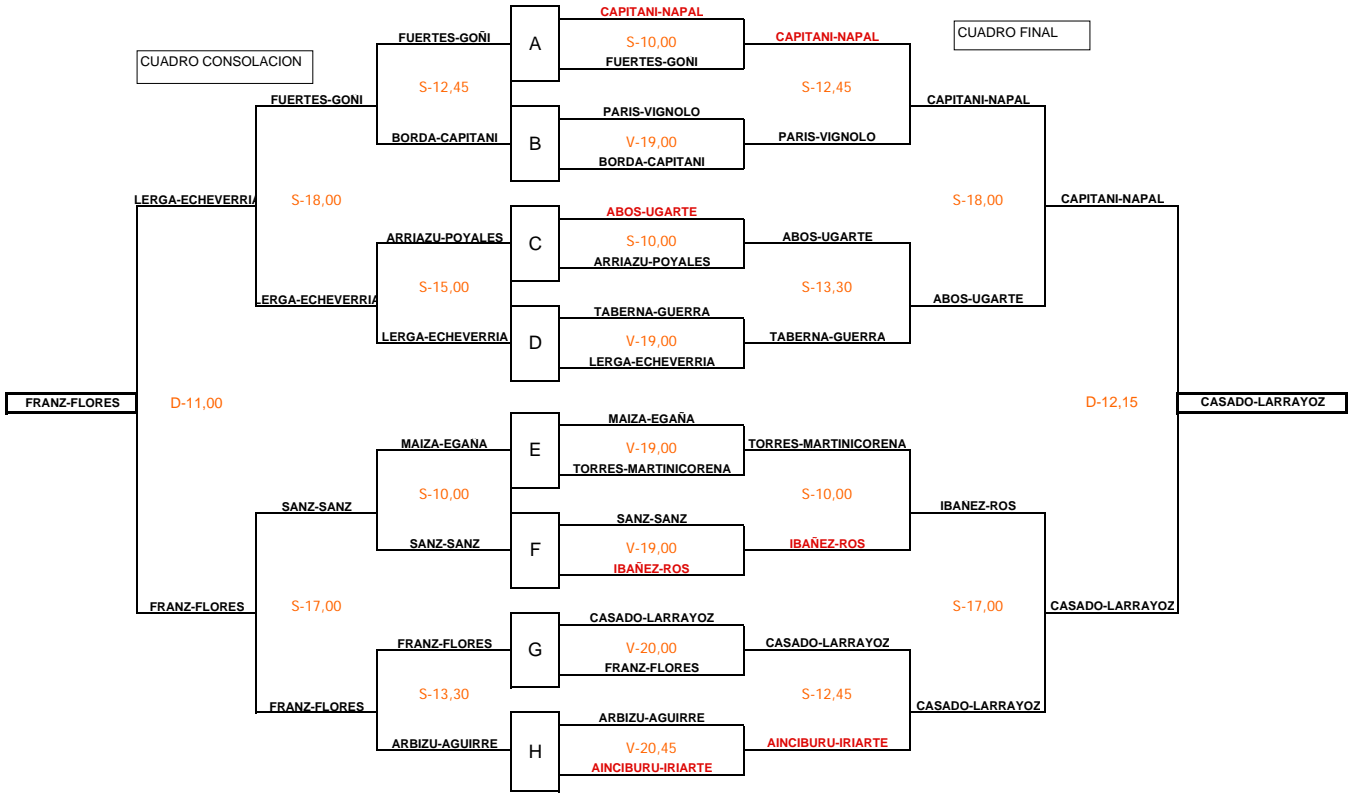 CAPITANI-NAPAL
CUADRO CONSOLACION
FUERTES-GOÑI
A
S-10,00
CAPITANI-NAPAL
CUADRO FINAL
FUERTES-GONI
S-12,45
S-12,45
FUERTES-GONI
CAPITANI-NAPAL
PARIS-VIGNOLO
BORDA-CAPITANI
B
V-19,00
PARIS-VIGNOLO
BORDA-CAPITANI
LERGA-ECHEVERRIA
S-18,00
S-18,00
CAPITANI-NAPAL
ABOS-UGARTE
ARRIAZU-POYALES
C
S-10,00
ABOS-UGARTE
ARRIAZU-POYALES
S-15,00
S-13,30
LERGA-ECHEVERRIA
ABOS-UGARTE
TABERNA-GUERRA
LERGA-ECHEVERRIA
D
V-19,00
TABERNA-GUERRA
LERGA-ECHEVERRIA
FRANZ-FLORES
D-11,00
D-12,15
CASADO-LARRAYOZ
MAIZA-EGAÑA
MAIZA-EGANA
E
V-19,00
TORRES-MARTINICORENA
TORRES-MARTINICORENA
S-10,00
S-10,00
SANZ-SANZ
IBANEZ-ROS
SANZ-SANZ
SANZ-SANZ
F
V-19,00
IBAÑEZ-ROS
IBAÑEZ-ROS
FRANZ-FLORES
S-17,00
S-17,00
CASADO-LARRAYOZ
CASADO-LARRAYOZ
FRANZ-FLORES
G
V-20,00
CASADO-LARRAYOZ
FRANZ-FLORES
S-13,30
S-12,45
FRANZ-FLORES
CASADO-LARRAYOZ
ARBIZU-AGUIRRE
ARBIZU-AGUIRRE
H
V-20,45
AINCIBURU-IRIARTE
AINCIBURU-IRIARTE